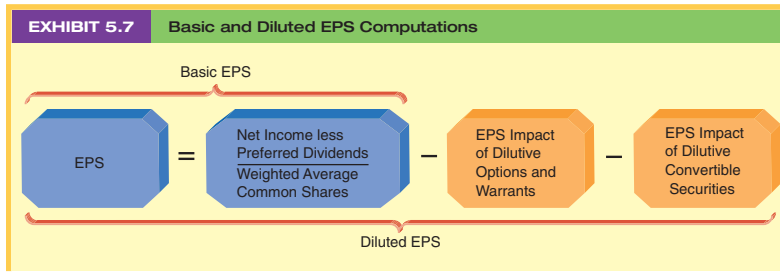 EXHIBIT 5.7
Basic and Diluted EPS Computations
Basic EPS
EPS
=
Net Income less
Preferred Dividends
Weighted Average
Common Shares
–
EPS Impact
of Dilutive
Options and
Warrants
–
EPS Impact
of Dilutive
Convertible
Securities
Diluted EPS